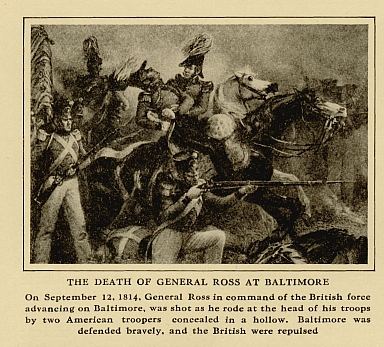 THE DEATH OF GENERAL ROSS AT BALTIMORE
On September 12, 1814, General Ross in command of the British force
advancing on Baltimore, was shot as he rode at the head of his troops
by two American troopers concealed in a hollow. Baltimore was
defended bravely, and the British were repulsed